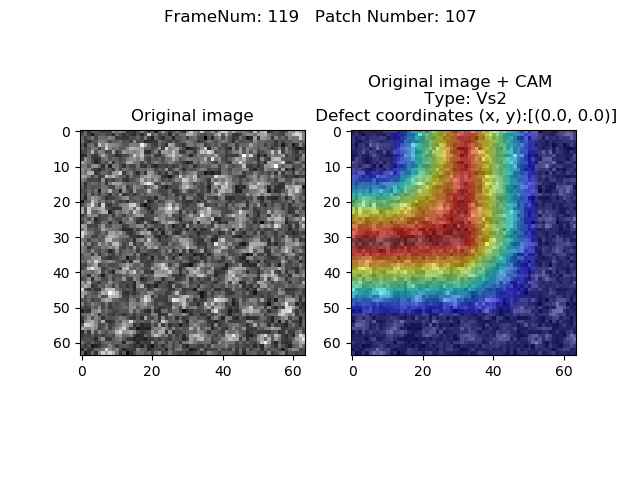 FrameNum: 119   Patch Number: 107
Original image
Original image + CAM
Type: Vs2
Defect coordinates (x, y):[(0.0, 0.0)]
0
10
20
30
40
50
60
0 20 40 60
0
10
20
30
40
50
60
0 20 40 60